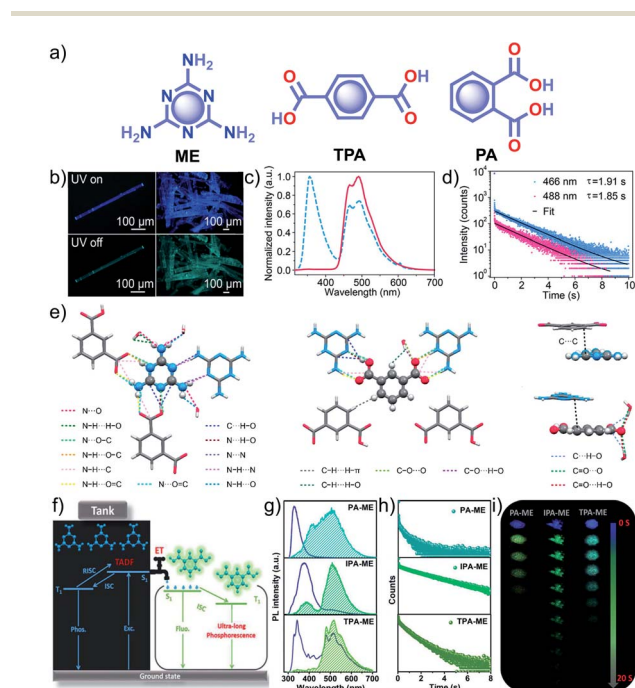 a)
NH₂
N
N
H₂N
N
NH₂
ME
O
OH
HO
O
TPA
O
OH
OH
O
PA
b)
UV on
100 μm
100 μm
UV off
100 μm
100 μm
c)
Normalized intensity (a.u.)
1.0
0.8
0.6
0.4
0.2
0.0
400 500 600 700
Wavelength (nm)
d)
Intensity (counts)
10⁴
10³
10²
10¹
10⁰
466 nm τ=1.91 s
488 nm τ=1.85 s
Fit
0 2 4 6 8 10
Time (s)
e)
N···O
N-H···H-O
N···O-C
N-H···O-C
N-H···C
N-H···O=C
N···O=C
C···H-O
N···H-O
N···N
N-H···N
N-H···O
C-H···H-π
C-H···H-O
C-O···O
C-O···H-O
C···C
C···H-O
C=O···O
C=O···H-O
f)
Tank
TADF
RISC
ISC
T₁
S₁
Phos.
Exc.
ET
S₁
ISC
T₁
Fluo.
Ultra-long
Phosphorescence
Ground state
g)
PL intensity (a.u.)
PA-ME
IPA-ME
TPA-ME
300 400 500 600 700
Wavelength (nm)
h)
Counts
PA-ME
IPA-ME
TPA-ME
0 2 4 6 8
Time (s)
i)
PA-ME IPA-ME TPA-ME
0 S
20 S